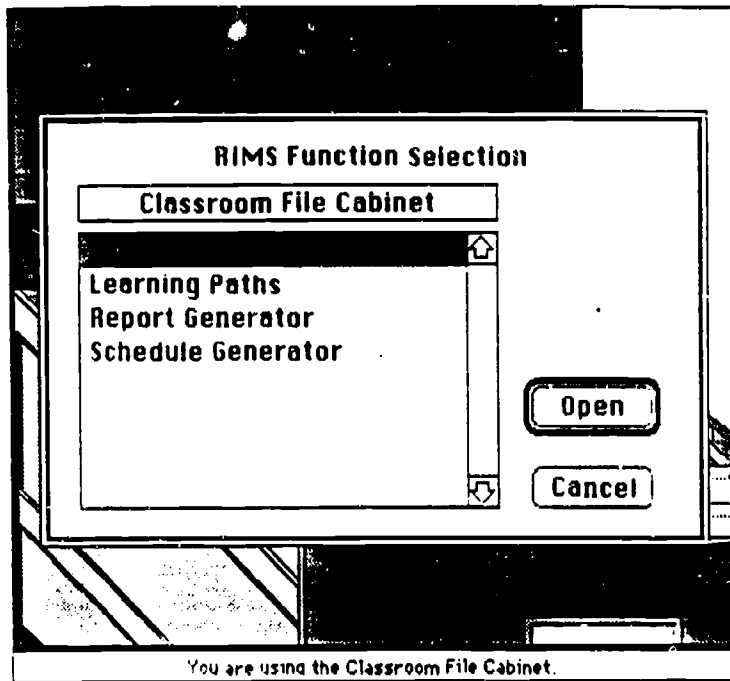 RIMS Function Selection
Classroom File Cabinet
Learning Paths
Report Generator
Schedule Generator
Open
Cancel
You are using the Classroom File Cabinet.